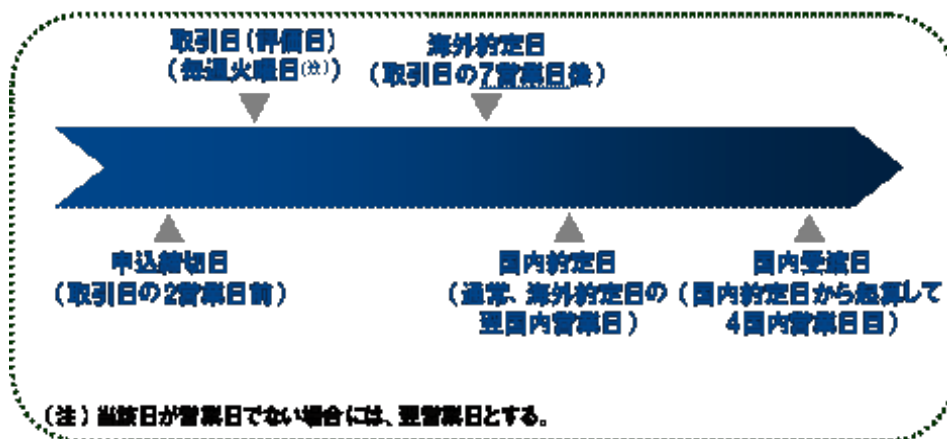 取引日(評価日)
(毎週火曜日(注))
海外約定日
(取引日の7営業日後)
申込締切日
(取引日の2営業日前)
国内約定日
(通常、海外約定日の
翌国内営業日)
国内受渡日
(国内約定日から起算して
4国内営業日目)
(注)当該日が営業日でない場合には、翌営業日とする。